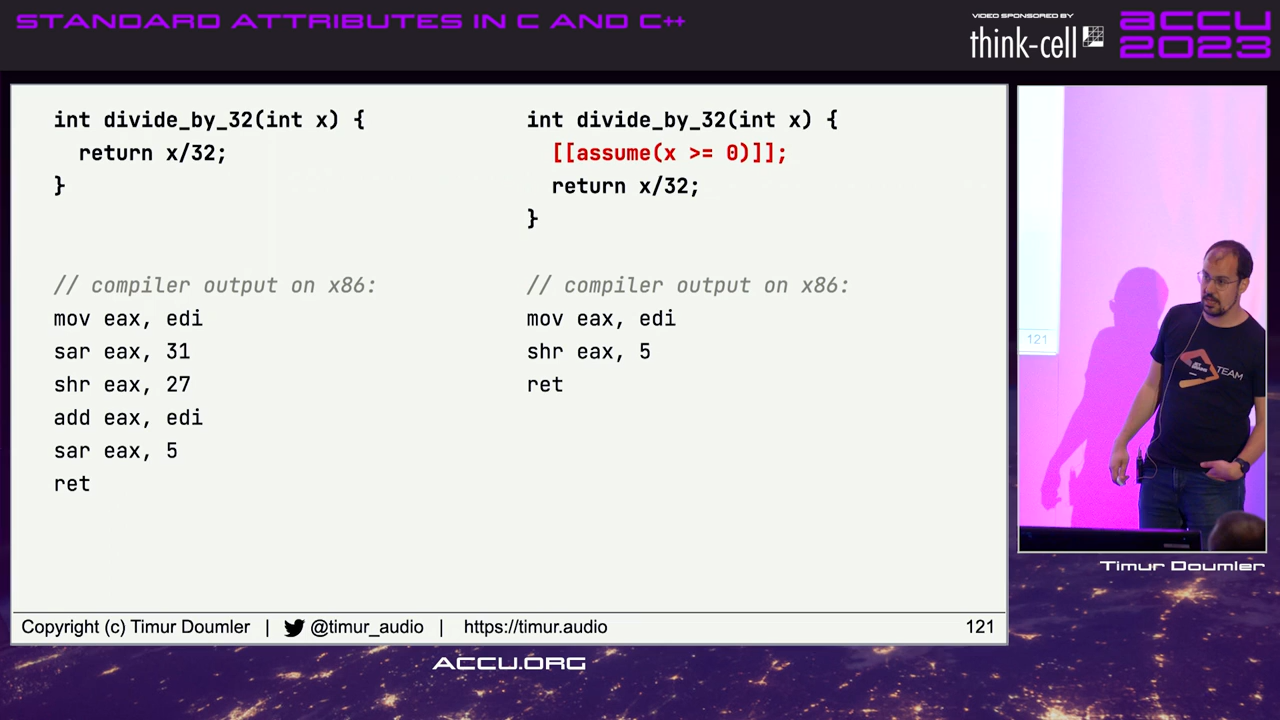 STANDARD ATTRIBUTES IN C AND C++
VIDEO SPONSORED BY
think-cell
ACCU
2023
int divide_by_32(int x) {
return x/32;
}
// compiler output on x86:
mov eax, edi
sar eax, 31
shr eax, 27
add eax, edi
sar eax, 5
ret
int divide_by_32(int x) {
[[assume(x >= 0)]];
return x/32;
}
// compiler output on x86:
mov eax, edi
shr eax, 5
ret
Copyright (c) Timur Doumler | @timur_audio | https://timur.audio
121
121
TEAM
Timur Doumler
ACCU.ORG